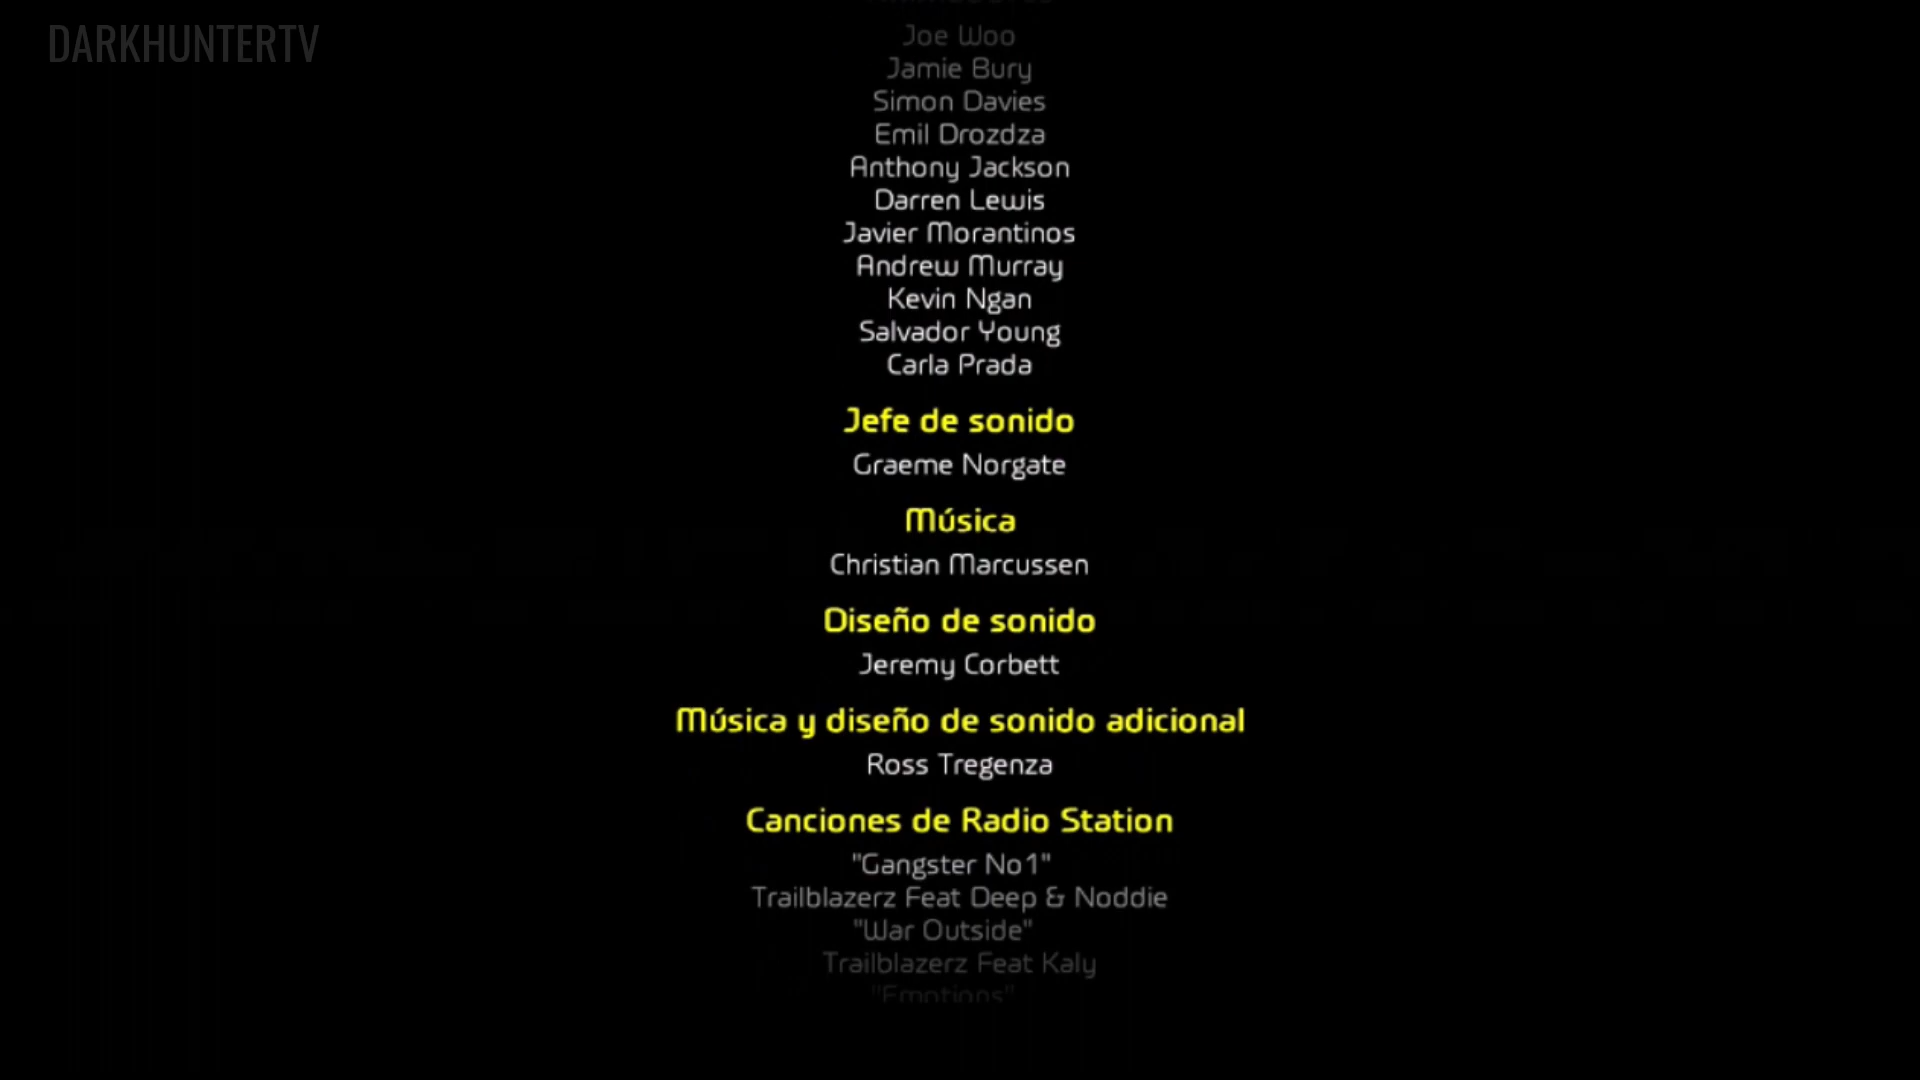 DARKHUNTERTV
Joe Woo
Jamie Bury
Simon Davies
Emil Drozdza
Anthony Jackson
Darren Lewis
Javier Morantinos
Andrew Murray
Kevin Ngan
Salvador Young
Carla Prada
Jefe de sonido
Graeme Norgate
Música
Christian Marcussen
Diseño de sonido
Jeremy Corbett
Música y diseño de sonido adicional
Ross Tregenza
Canciones de Radio Station
"Gangster No1"
Trailblazerz Feat Deep & Noddie
"War Outside"
Trailblazerz Feat Kaly
"Emotions"